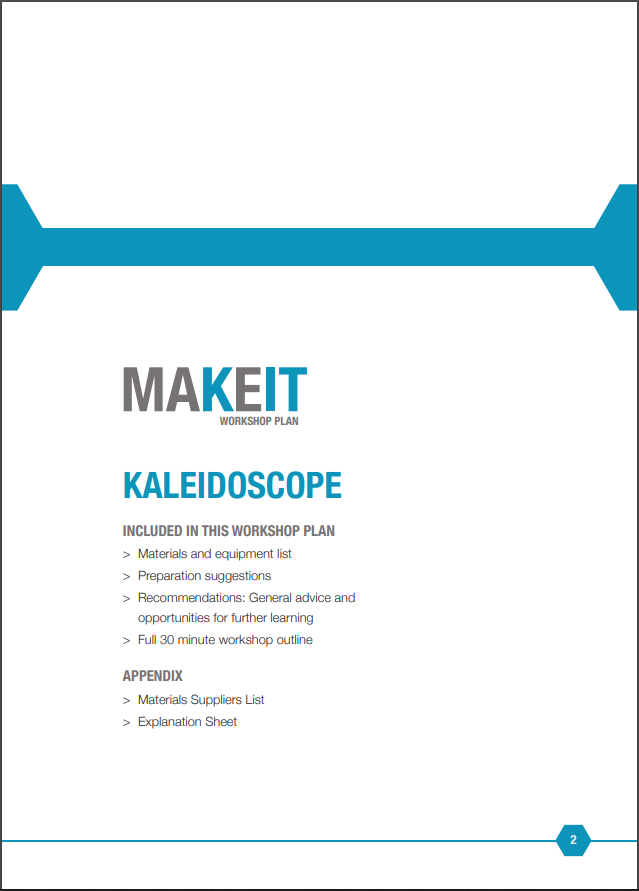 MAKEIT
WORKSHOP PLAN
KALEIDOSCOPE
INCLUDED IN THIS WORKSHOP PLAN
> Materials and equipment list
> Preparation suggestions
> Recommendations: General advice and
opportunities for further learning
> Full 30 minute workshop outline
APPENDIX
> Materials Suppliers List
> Explanation Sheet
2